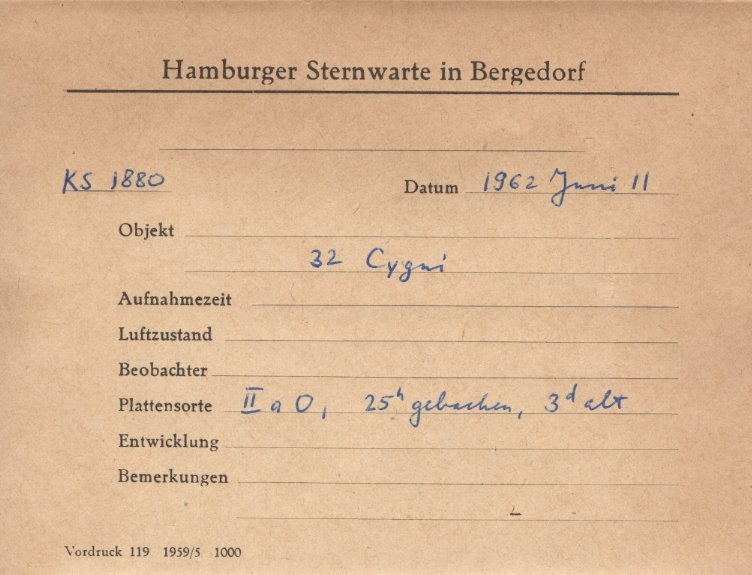 Hamburger Sternwarte in Bergedorf
KS 1880 Datum 1962 Juni 11
Objekt
32 Cygni
Aufnahmezeit
Luftzustand
Beobachter
Plattensorte II a O, 25h gebacken, 3d alt
Entwicklung
Bemerkungen
Vordruck 119 1959/5 1000